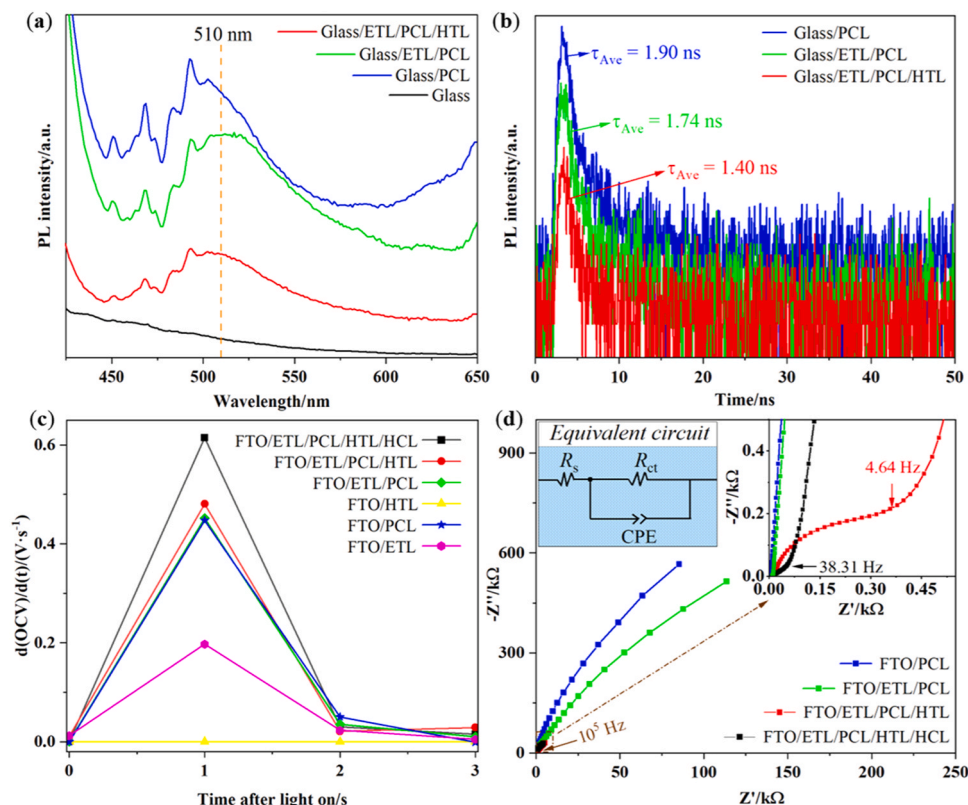 (a)
510 nm
Glass/ETL/PCL/HTL
Glass/ETL/PCL
Glass/PCL
Glass
PL intensity/a.u.
450 500 550 600 650
Wavelength/nm
(b)
Glass/PCL
Glass/ETL/PCL
Glass/ETL/PCL/HTL
τAve = 1.90 ns
τAve = 1.74 ns
τAve = 1.40 ns
PL intensity/a.u.
0 10 20 30 40 50
Time/ns
(c)
FTO/ETL/PCL/HTL/HCL
FTO/ETL/PCL/HTL
FTO/ETL/PCL
FTO/HTL
FTO/PCL
FTO/ETL
d(OCV)/d(t)/(V·s⁻¹)
0.6
0.4
0.2
0.0
0 1 2 3
Time after light on/s
(d)
Equivalent circuit
Rs
Rct
CPE
-Z''/kΩ
0.4
0.2
0.0
4.64 Hz
38.31 Hz
0.00 0.15 0.30 0.45
Z'/kΩ
-Z''/kΩ
900
600
300
0
10⁵ Hz
FTO/PCL
FTO/ETL/PCL
FTO/ETL/PCL/HTL
FTO/ETL/PCL/HTL/HCL
0 50 100 150 200 250
Z'/kΩ